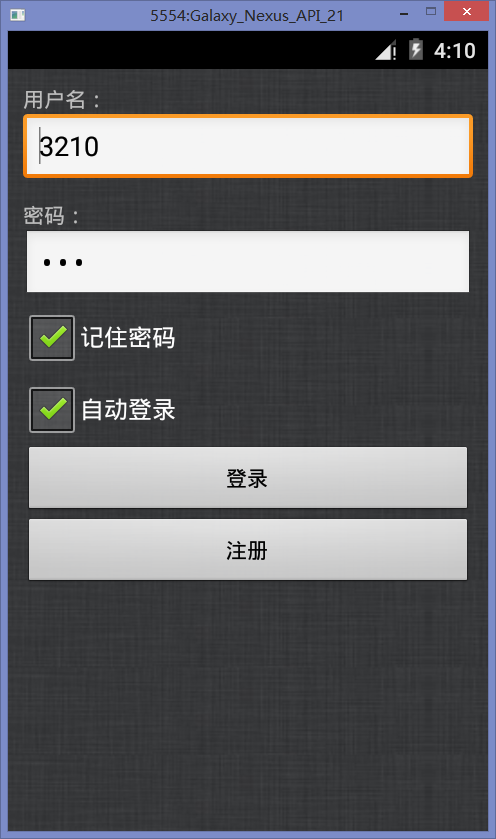 5554:Galaxy_Nexus_API_21
4:10
用户名：
3210
密码：
•••
记住密码
自动登录
登录
注册